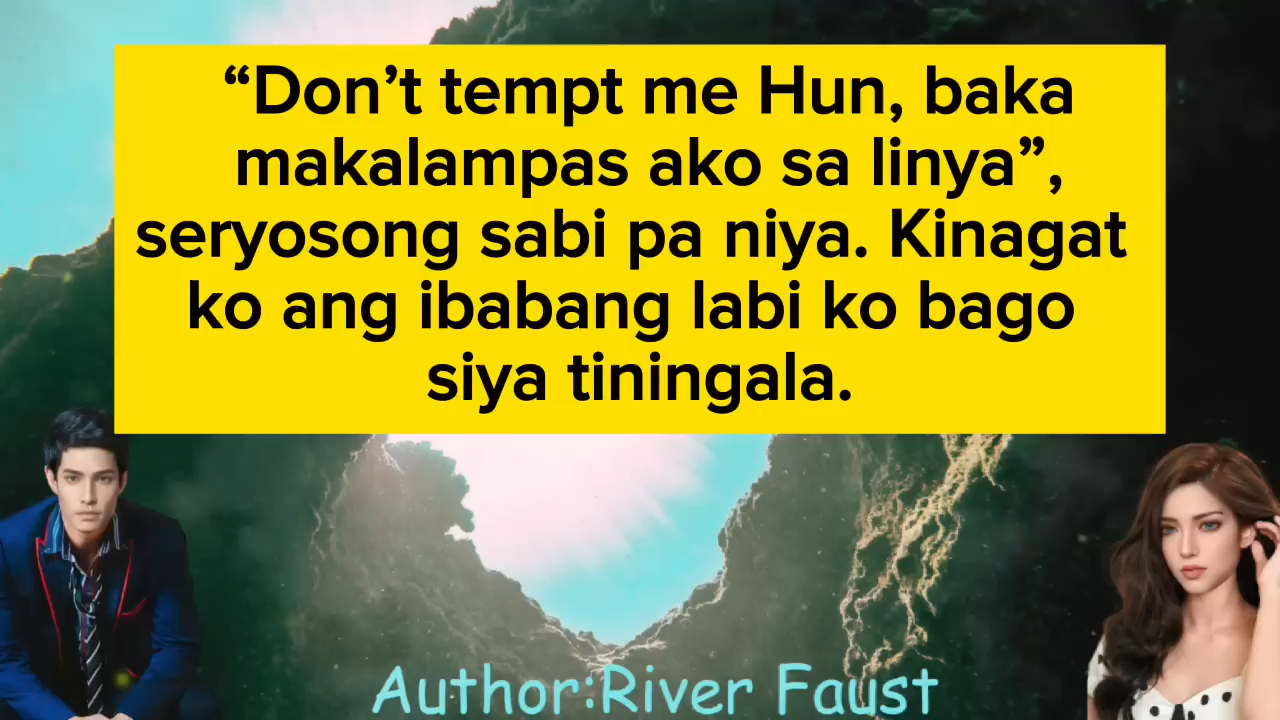 “Don’t tempt me Hun, baka
makalampas ako sa linya”,
seryosong sabi pa niya. Kinagat
ko ang ibabang labi ko bago
siya tiningala.
Author:River Faust